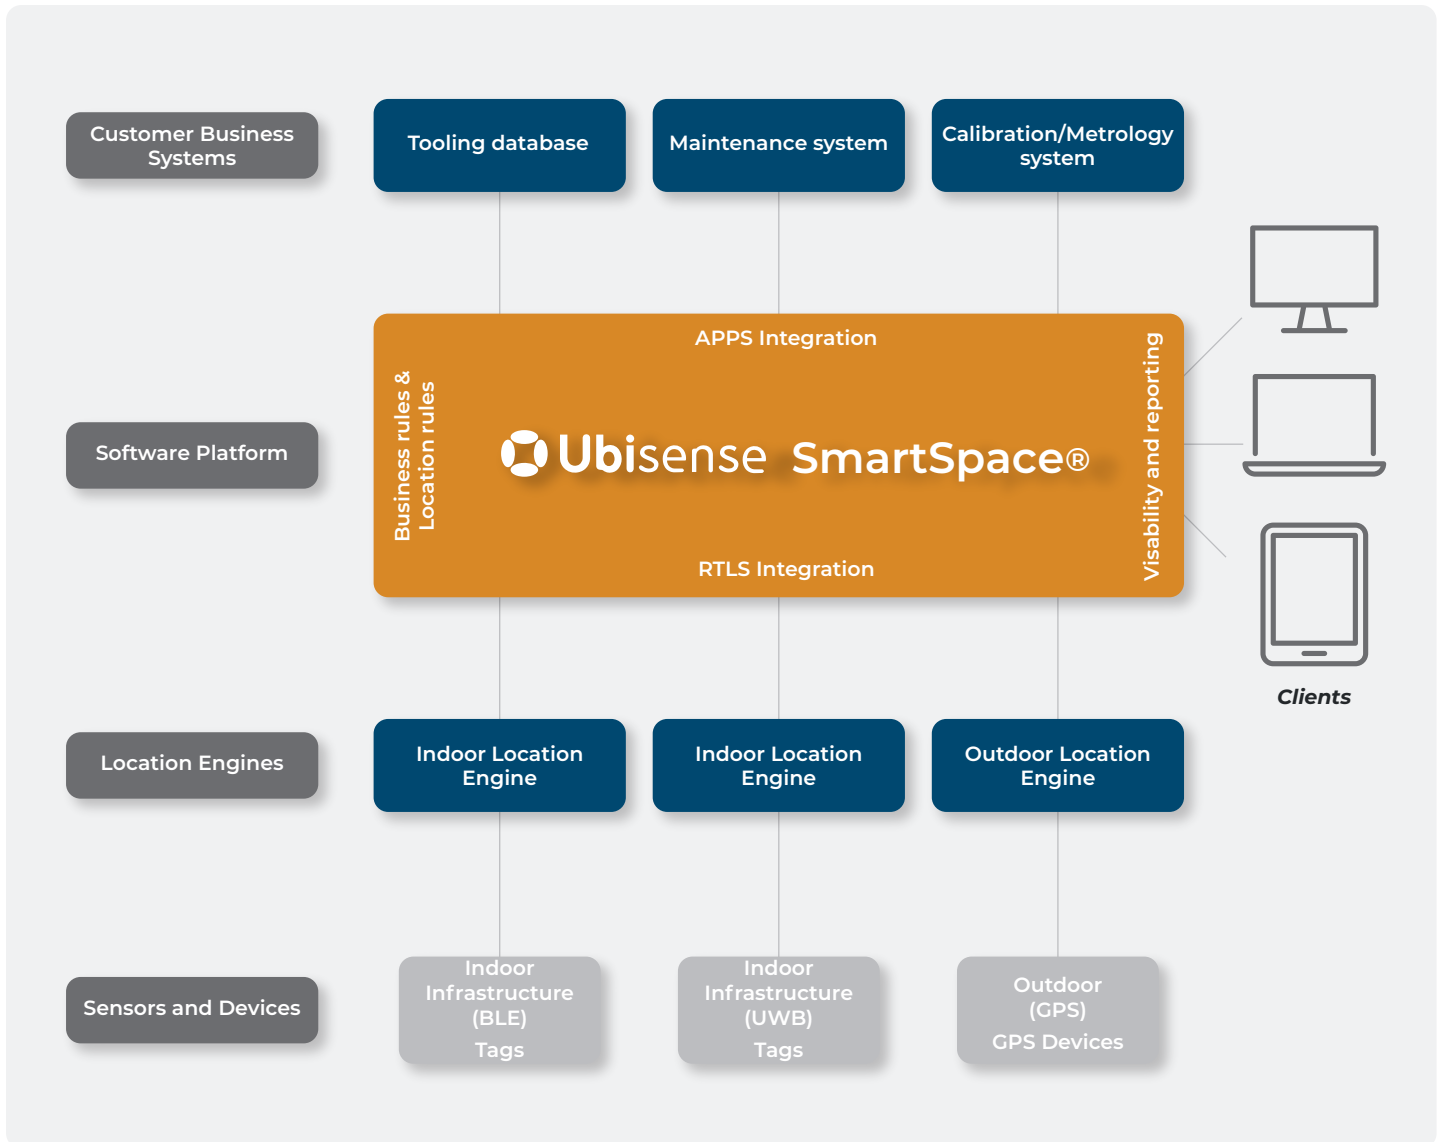 Customer Business
Systems
Tooling database
Maintenance system
Calibration/Metrology
system
APPS Integration
Business rules &
Location rules
Visability and reporting
Software Platform
Ubisense SmartSpace®
RTLS Integration
Clients
Location Engines
Indoor Location
Engine
Indoor Location
Engine
Outdoor Location
Engine
Sensors and Devices
Indoor
Infrastructure
(BLE)
Tags
Indoor
Infrastructure
(UWB)
Tags
Outdoor
(GPS)
GPS Devices